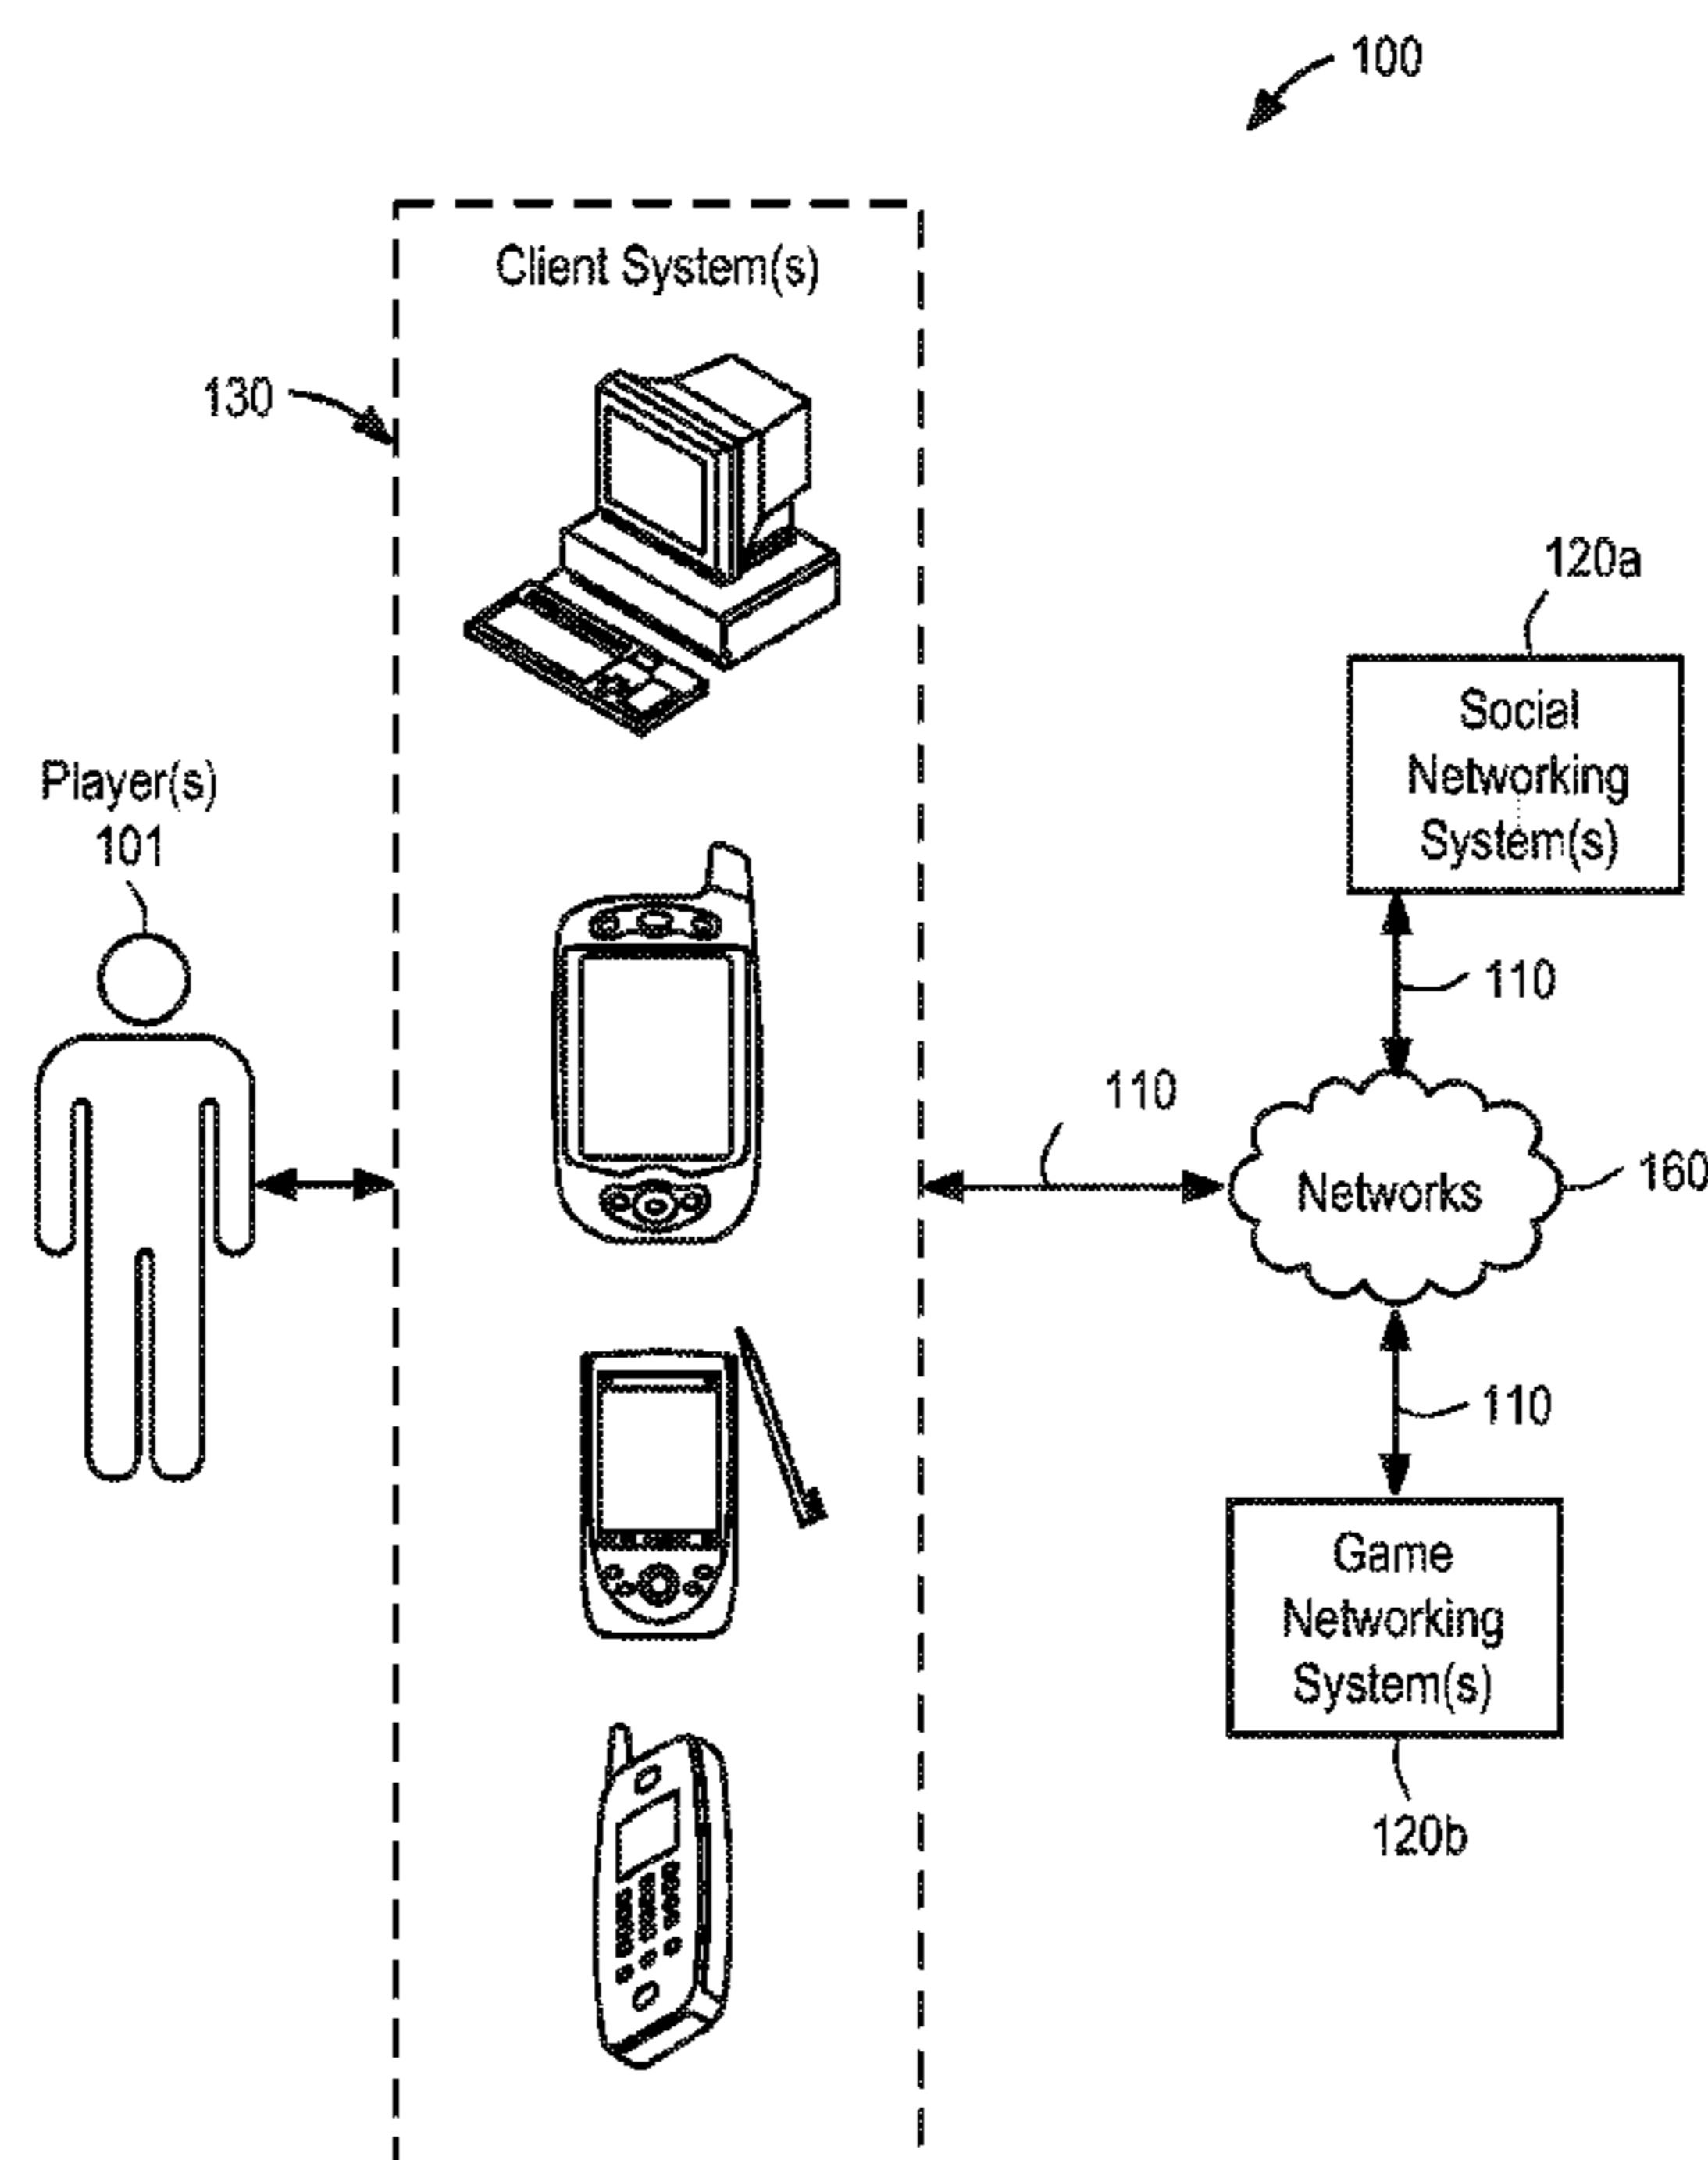 100
Client System(s)
130
120a
Social
Networking
System(s)
Player(s)
101
110
110
Networks
160
110
Game
Networking
System(s)
120b